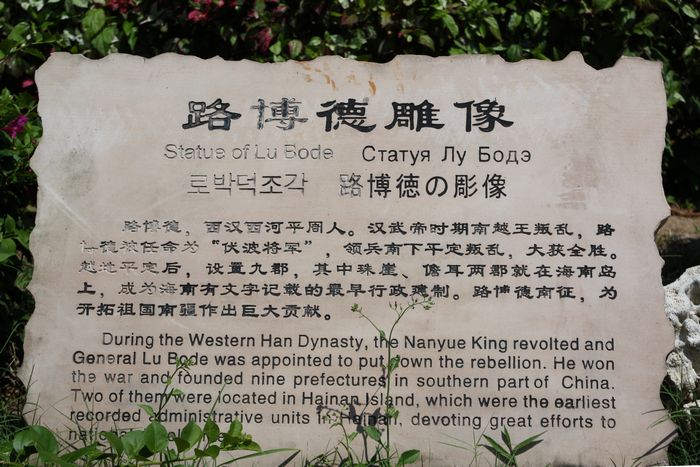 路博德雕像
Statue of Lu Bode Статуя Лу Бодэ
로박덕조각 路博徳の彫像
路博德，西汉西河平周人。汉武帝时期南越王叛乱，路
博德被任命为“伏波将军”，领兵南下平定叛乱，大获全胜。
越地平定后，设置九郡，其中珠崖、儋耳两郡就在海南岛
上，成为海南有文字记载的最早行政建制。路博德南征，为
开拓祖国南疆作出巨大贡献。
During the Western Han Dynasty, the Nanyue King revolted and
General Lu Bode was appointed to put down the rebellion. He won
the war and founded nine prefectures in southern part of China.
Two of them were located in Hainan Island, which were the earliest
recorded administrative units in Hainan, devoting great efforts to